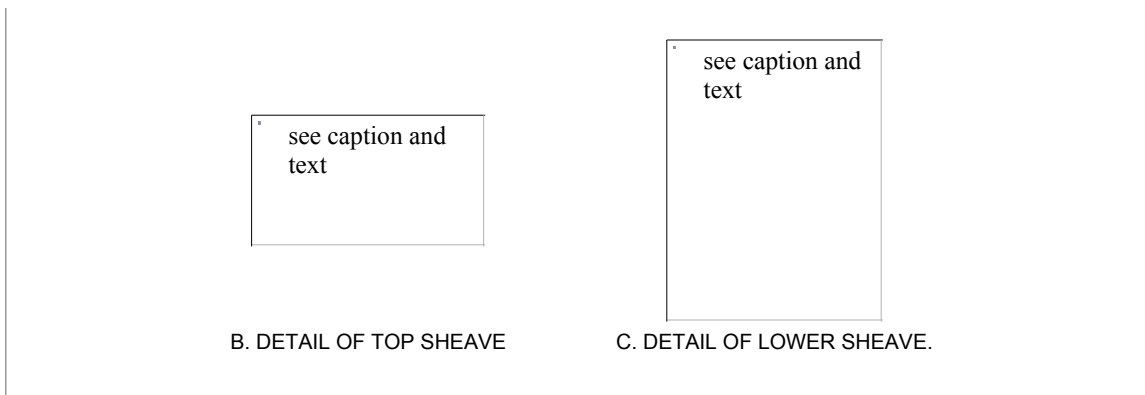 see caption and
text
see caption and
text
B. DETAIL OF TOP SHEAVE
C. DETAIL OF LOWER SHEAVE.